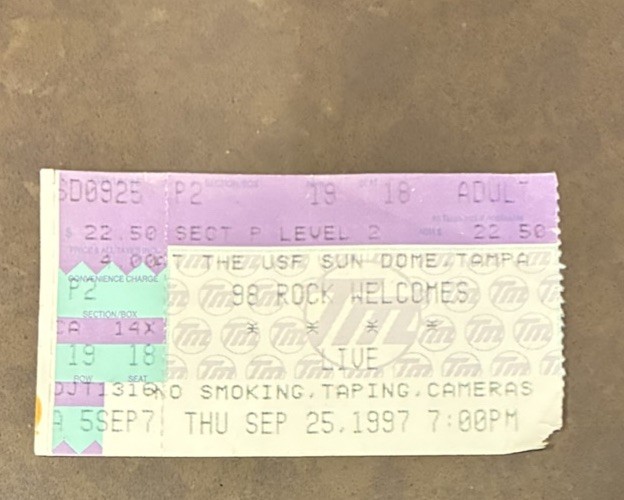 SD0925 P2 19 18 ADULT
$ 22.50 SECT P LEVEL 2 22.50
4.00 AT THE USF SUN DOME TAMPA
CONVENIENCE CHARGE
P2 98 ROCK WELCOMES
SECTION/BOX
CA 14X * * * *
19 18 LIVE
ROW SEAT
DJT1316 NO SMOKING,TAPING,CAMERAS
A 5SEP7 THU SEP 25,1997 7:00PM